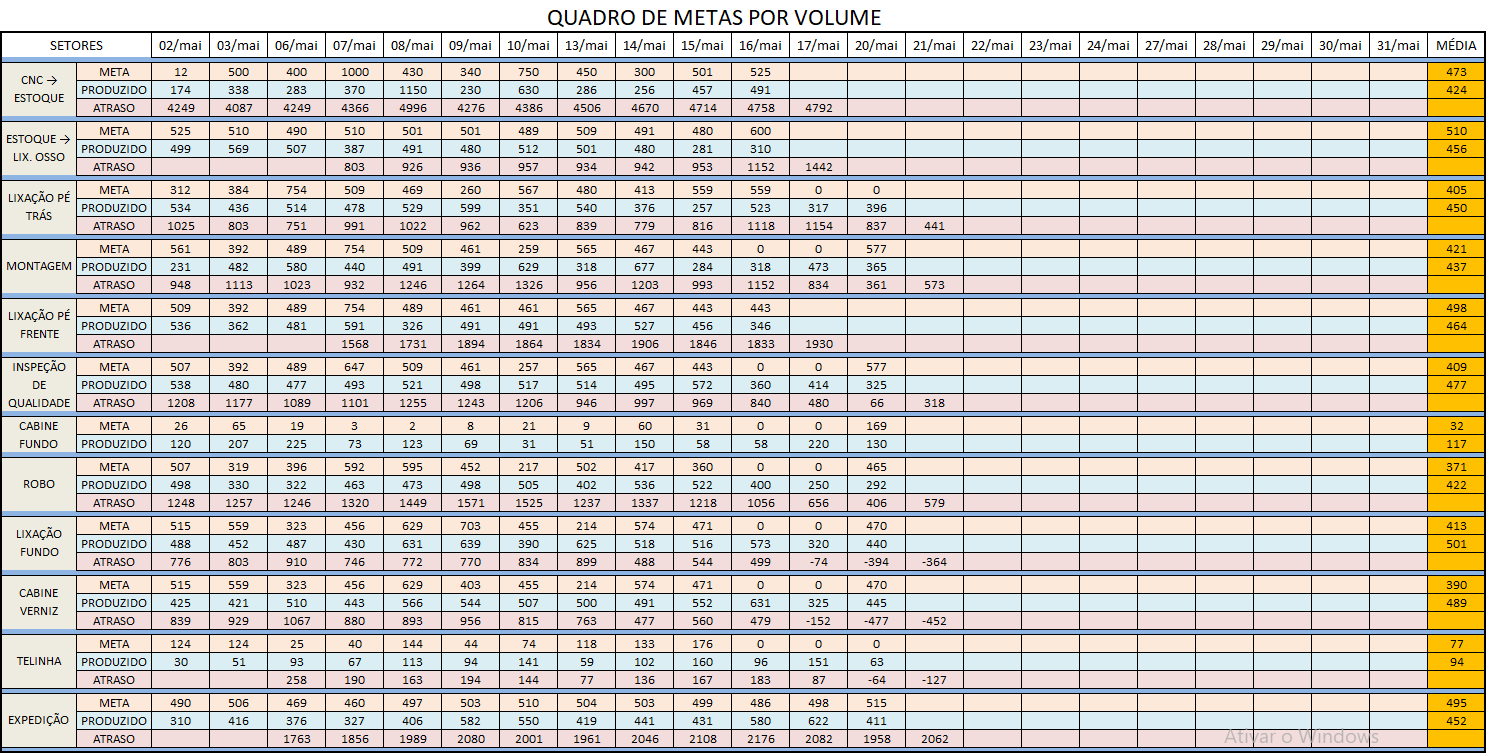 QUADRO DE METAS POR VOLUME
SETORES 02/mai 03/mai 06/mai 07/mai 08/mai 09/mai 10/mai 13/mai 14/mai 15/mai 16/mai 17/mai 20/mai 21/mai 22/mai 23/mai 24/mai 27/mai 28/mai 29/mai 30/mai 31/mai MÉDIA
CNC → ESTOQUE
META 12 500 400 1000 430 340 750 450 300 501 525 473
PRODUZIDO 174 338 283 370 1150 230 630 286 256 457 491 424
ATRASO 4249 4087 4249 4366 4996 4276 4386 4506 4670 4714 4758 4792
ESTOQUE → LIX. OSSO
META 525 510 490 510 501 501 489 509 491 480 600 510
PRODUZIDO 499 569 507 387 491 480 512 501 480 281 310 456
ATRASO 803 926 936 957 934 942 953 1152 1442
LIXAÇÃO PÉ TRÁS
META 312 384 754 509 469 260 567 480 413 559 559 0 0 405
PRODUZIDO 534 436 514 478 529 599 351 540 376 257 523 317 396 450
ATRASO 1025 803 751 991 1022 962 623 839 779 816 1118 1154 837 441
MONTAGEM
META 561 392 489 754 509 461 259 565 467 443 0 0 577 421
PRODUZIDO 231 482 580 440 491 399 629 318 677 284 318 473 365 437
ATRASO 948 1113 1023 932 1246 1264 1326 956 1203 993 1152 834 361 573
LIXAÇÃO PÉ FRENTE
META 509 392 489 754 489 461 461 565 467 443 443 498
PRODUZIDO 536 362 481 591 326 491 491 493 527 456 346 464
ATRASO 1568 1731 1894 1864 1834 1906 1846 1833 1930
INSPEÇÃO DE QUALIDADE
META 507 392 489 647 509 461 257 565 467 443 0 0 577 409
PRODUZIDO 538 480 477 493 521 498 517 514 495 572 360 414 325 477
ATRASO 1208 1177 1089 1101 1255 1243 1206 946 997 969 840 480 66 318
CABINE FUNDO
META 26 65 19 3 2 8 21 9 60 31 0 0 169 32
PRODUZIDO 120 207 225 73 123 69 31 51 150 58 58 220 130 117
ROBO
META 507 319 396 592 595 452 217 502 417 360 0 0 465 371
PRODUZIDO 498 330 322 463 473 498 505 402 536 522 400 250 292 422
ATRASO 1248 1257 1246 1320 1449 1571 1525 1237 1337 1218 1056 656 406 579
LIXAÇÃO FUNDO
META 515 559 323 456 629 703 455 214 574 471 0 0 470 413
PRODUZIDO 488 452 487 430 631 639 390 625 518 516 573 320 440 501
ATRASO 776 803 910 746 772 770 834 899 488 544 499 -74 -394 -364
CABINE VERNIZ
META 515 559 323 456 629 403 455 214 574 471 0 0 470 390
PRODUZIDO 425 421 510 443 566 544 507 500 491 552 631 325 445 489
ATRASO 839 929 1067 880 893 956 815 763 477 560 479 -152 -477 -452
TELINHA
META 124 124 25 40 144 44 74 118 133 176 0 0 0 77
PRODUZIDO 30 51 93 67 113 94 141 59 102 160 96 151 63 94
ATRASO 258 190 163 194 144 77 136 167 183 87 -64 -127
EXPEDIÇÃO
META 490 506 469 460 497 503 510 504 503 499 486 498 515 495
PRODUZIDO 310 416 376 327 406 582 550 419 441 431 580 622 411 452
ATRASO 1763 1856 1989 2080 2001 1961 2046 2108 2176 2082 1958 2062
Ativar o Windows